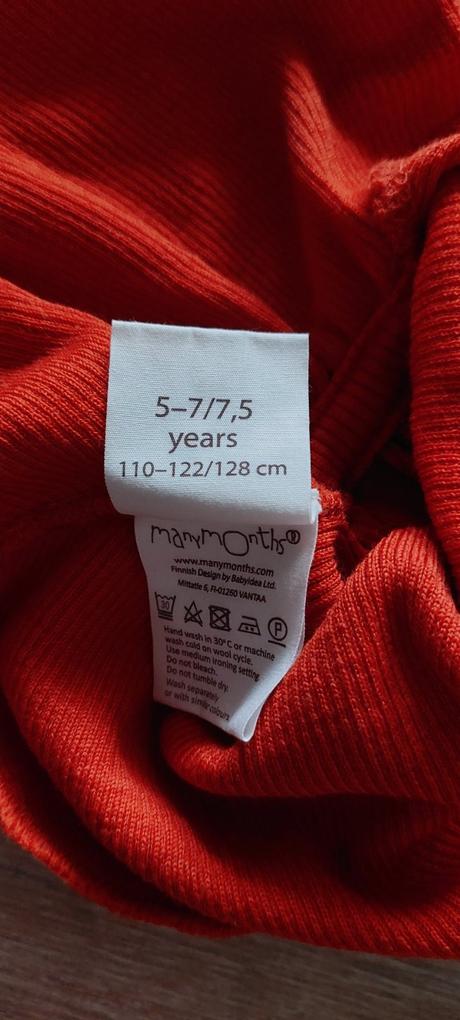 5–7/7,5
years
110–122/128 cm
manymonths®
www.manymonths.com
Finnish Design by Babyidea Ltd.
Mittatie 6, FI-01260 VANTAA
30
P
Hand wash in 30°C or machine
wash cold on wool cycle.
Use medium ironing setting.
Do not bleach.
Do not tumble dry.
Wash separately
or with similar colours